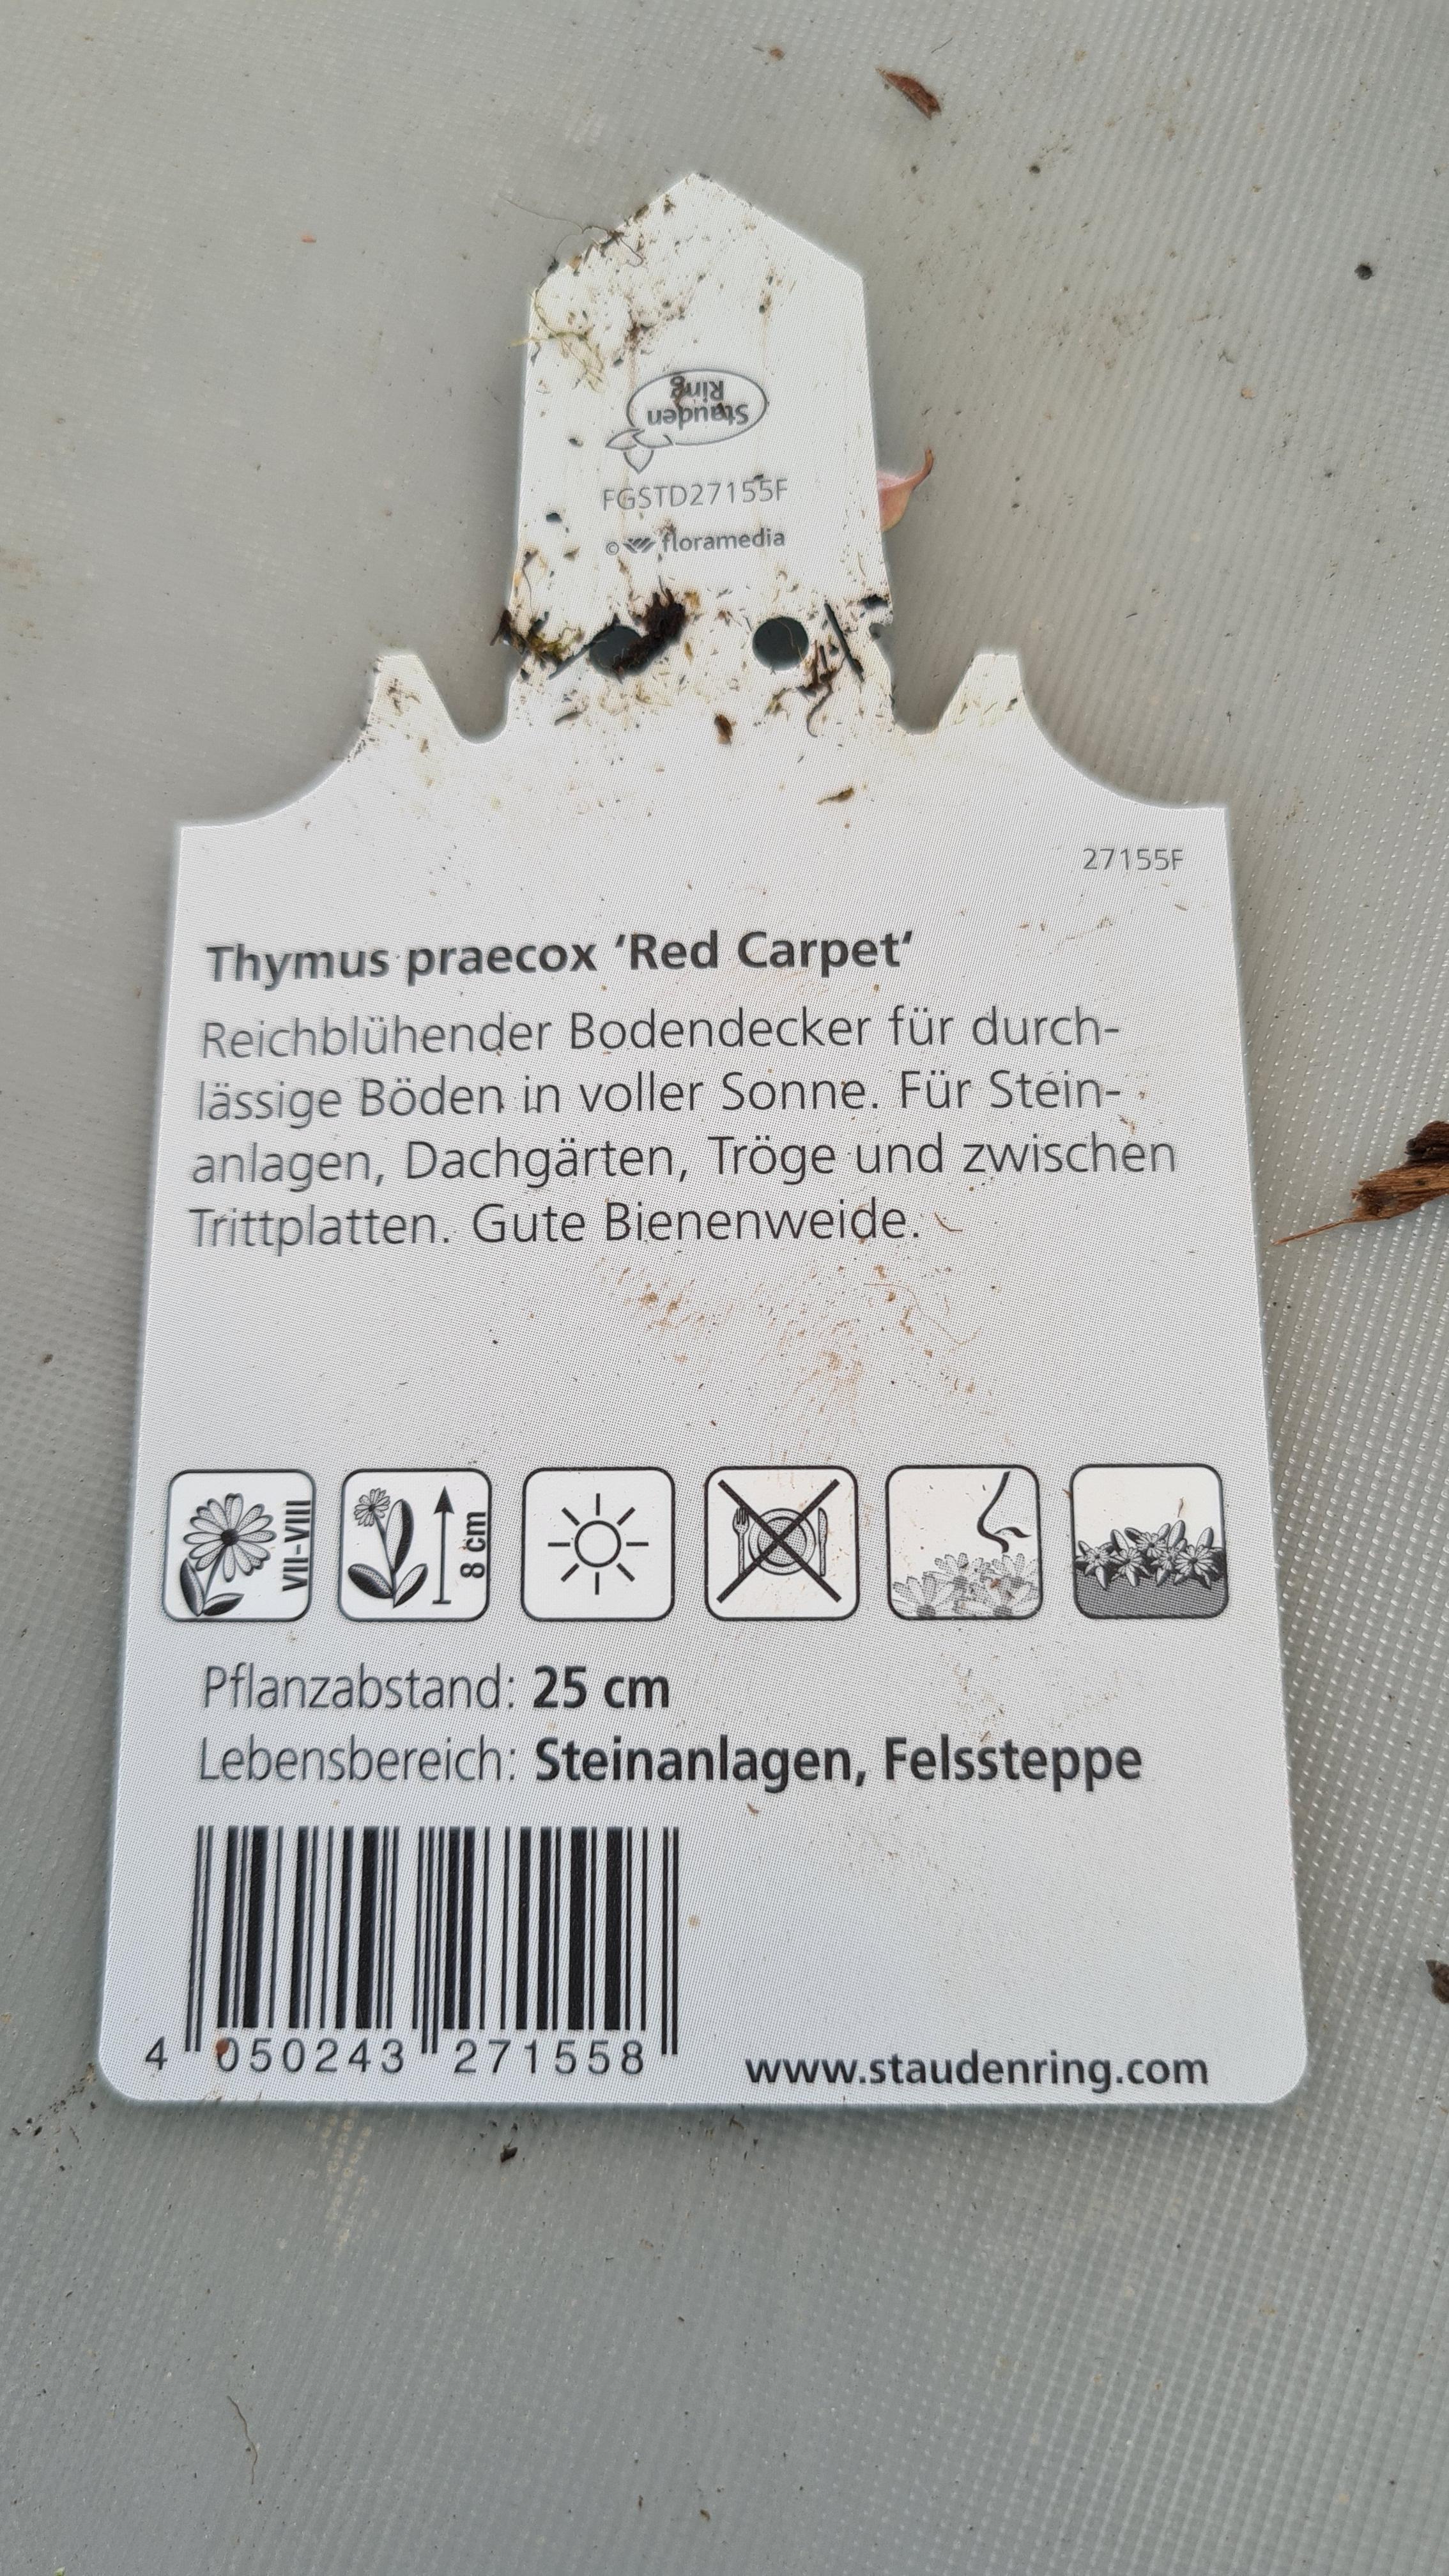 Stauden
Ring
FGSTD27155F
© floramedia
27155F
Thymus praecox ‘Red Carpet‘
Reichblühender Bodendecker für durch-
lässige Böden in voller Sonne. Für Stein-
anlagen, Dachgärten, Tröge und zwischen
Trittplatten. Gute Bienenweide.
VII-VIII
8 cm
Pflanzabstand: 25 cm
Lebensbereich: Steinanlagen, Felssteppe
4 050243 271558
www.staudenring.com